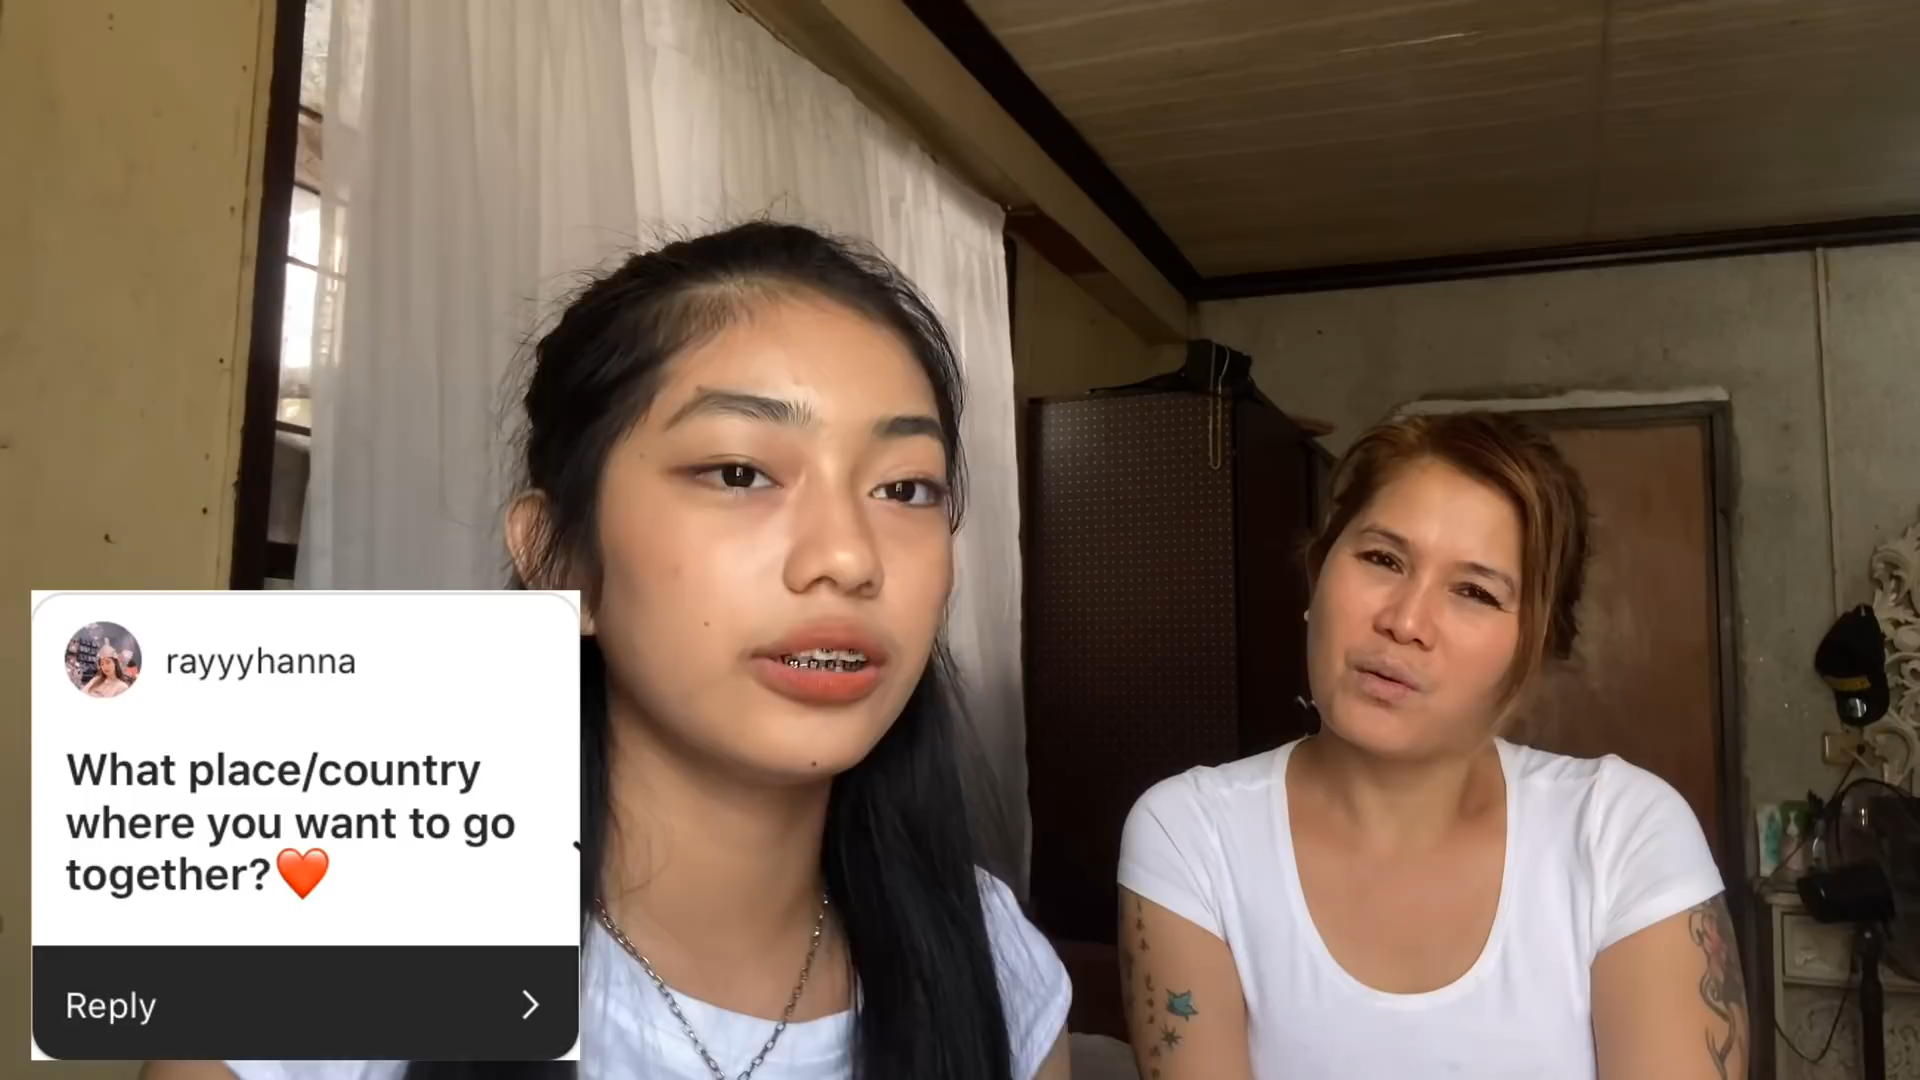 rayyyhanna
What place/country
where you want to go
together?❤️
Reply